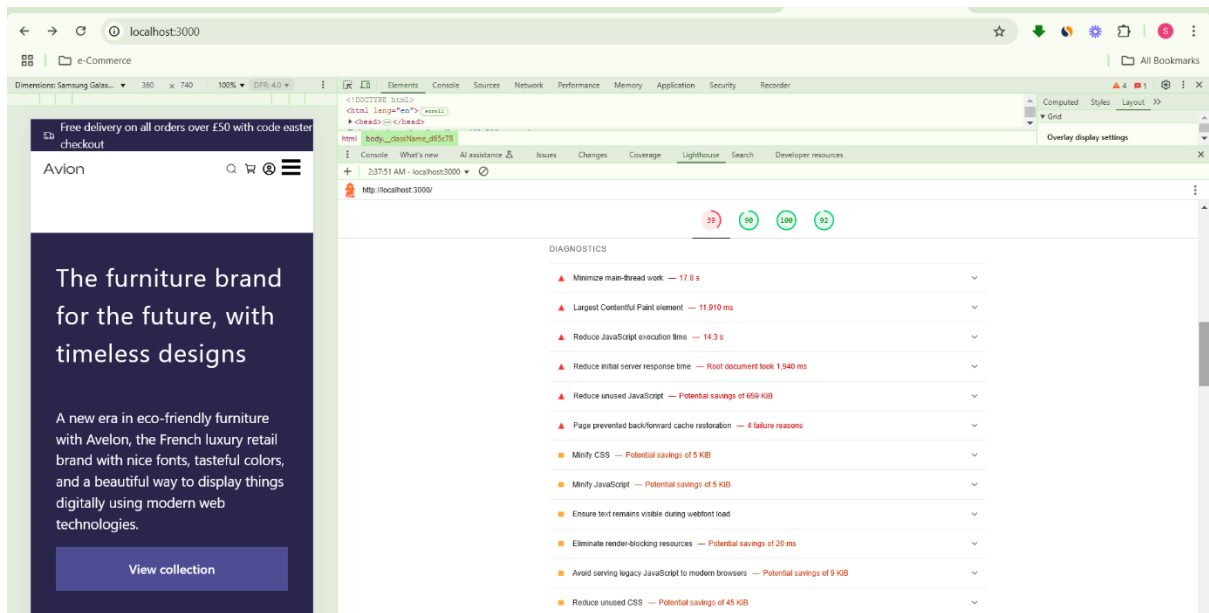 localhost:3000
S
e-Commerce
All Bookmarks
Dimensions: Samsung Galax... ▼ 360 x 740 100% ▼ DPR: 4.0 ▼
Elements Console Sources Network Performance Memory Application Security Recorder
4 1
<!DOCTYPE html>
<html lang="en"> scroll
▶ <head> ⋯ </head>
html body.__className_d65c78
Computed Styles Layout
▼ Grid
Overlay display settings
Console What's new AI assistance Issues Changes Coverage Lighthouse Search Developer resources
2:37:51 AM - localhost:3000 ▼
http://localhost:3000/
39 90 100 92
DIAGNOSTICS
Minimize main-thread work — 17.8 s
Largest Contentful Paint element — 11,910 ms
Reduce JavaScript execution time — 14.3 s
Reduce initial server response time — Root document took 1,940 ms
Reduce unused JavaScript — Potential savings of 659 KiB
Page prevented back/forward cache restoration — 4 failure reasons
Minify CSS — Potential savings of 5 KiB
Minify JavaScript — Potential savings of 5 KiB
Ensure text remains visible during webfont load
Eliminate render-blocking resources — Potential savings of 20 ms
Avoid serving legacy JavaScript to modern browsers — Potential savings of 9 KiB
Reduce unused CSS — Potential savings of 45 KiB
Free delivery on all orders over £50 with code easter
checkout
Avion
The furniture brand
for the future, with
timeless designs
A new era in eco-friendly furniture
with Avelon, the French luxury retail
brand with nice fonts, tasteful colors,
and a beautiful way to display things
digitally using modern web
technologies.
View collection